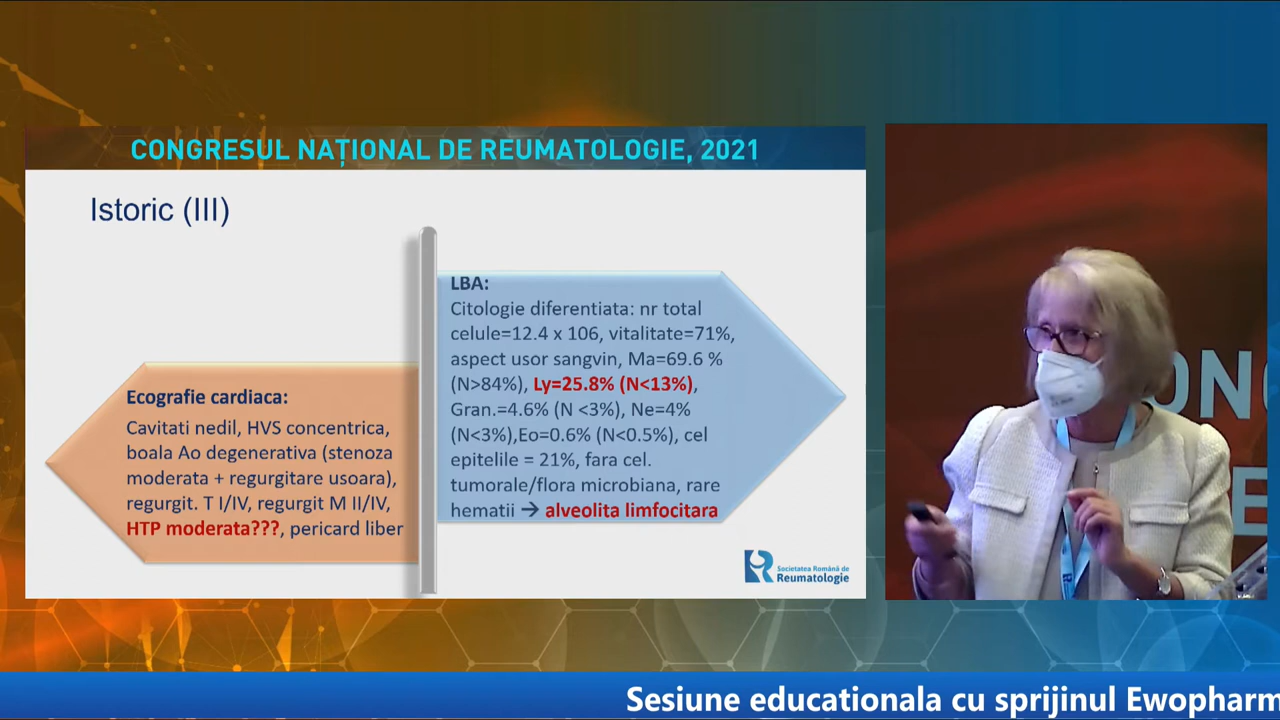 CONGRESUL NAȚIONAL DE REUMATOLOGIE, 2021
Istoric (III)
Ecografie cardiaca:
Cavitati nedil, HVS concentrica,
boala Ao degenerativa (stenoza
moderata + regurgitare usoara),
regurgit. T I/IV, regurgit M II/IV,
HTP moderata???, pericard liber
LBA:
Citologie diferentiata: nr total
celule=12.4 x 106, vitalitate=71%,
aspect usor sangvin, Ma=69.6 %
(N>84%), Ly=25.8% (N<13%),
Gran.=4.6% (N <3%), Ne=4%
(N<3%),Eo=0.6% (N<0.5%), cel
epitelile = 21%, fara cel.
tumorale/flora microbiana, rare
hematii → alveolita limfocitara
Societatea Română de
Reumatologie
ON
E
Sesiune educationala cu sprijinul Ewopharm